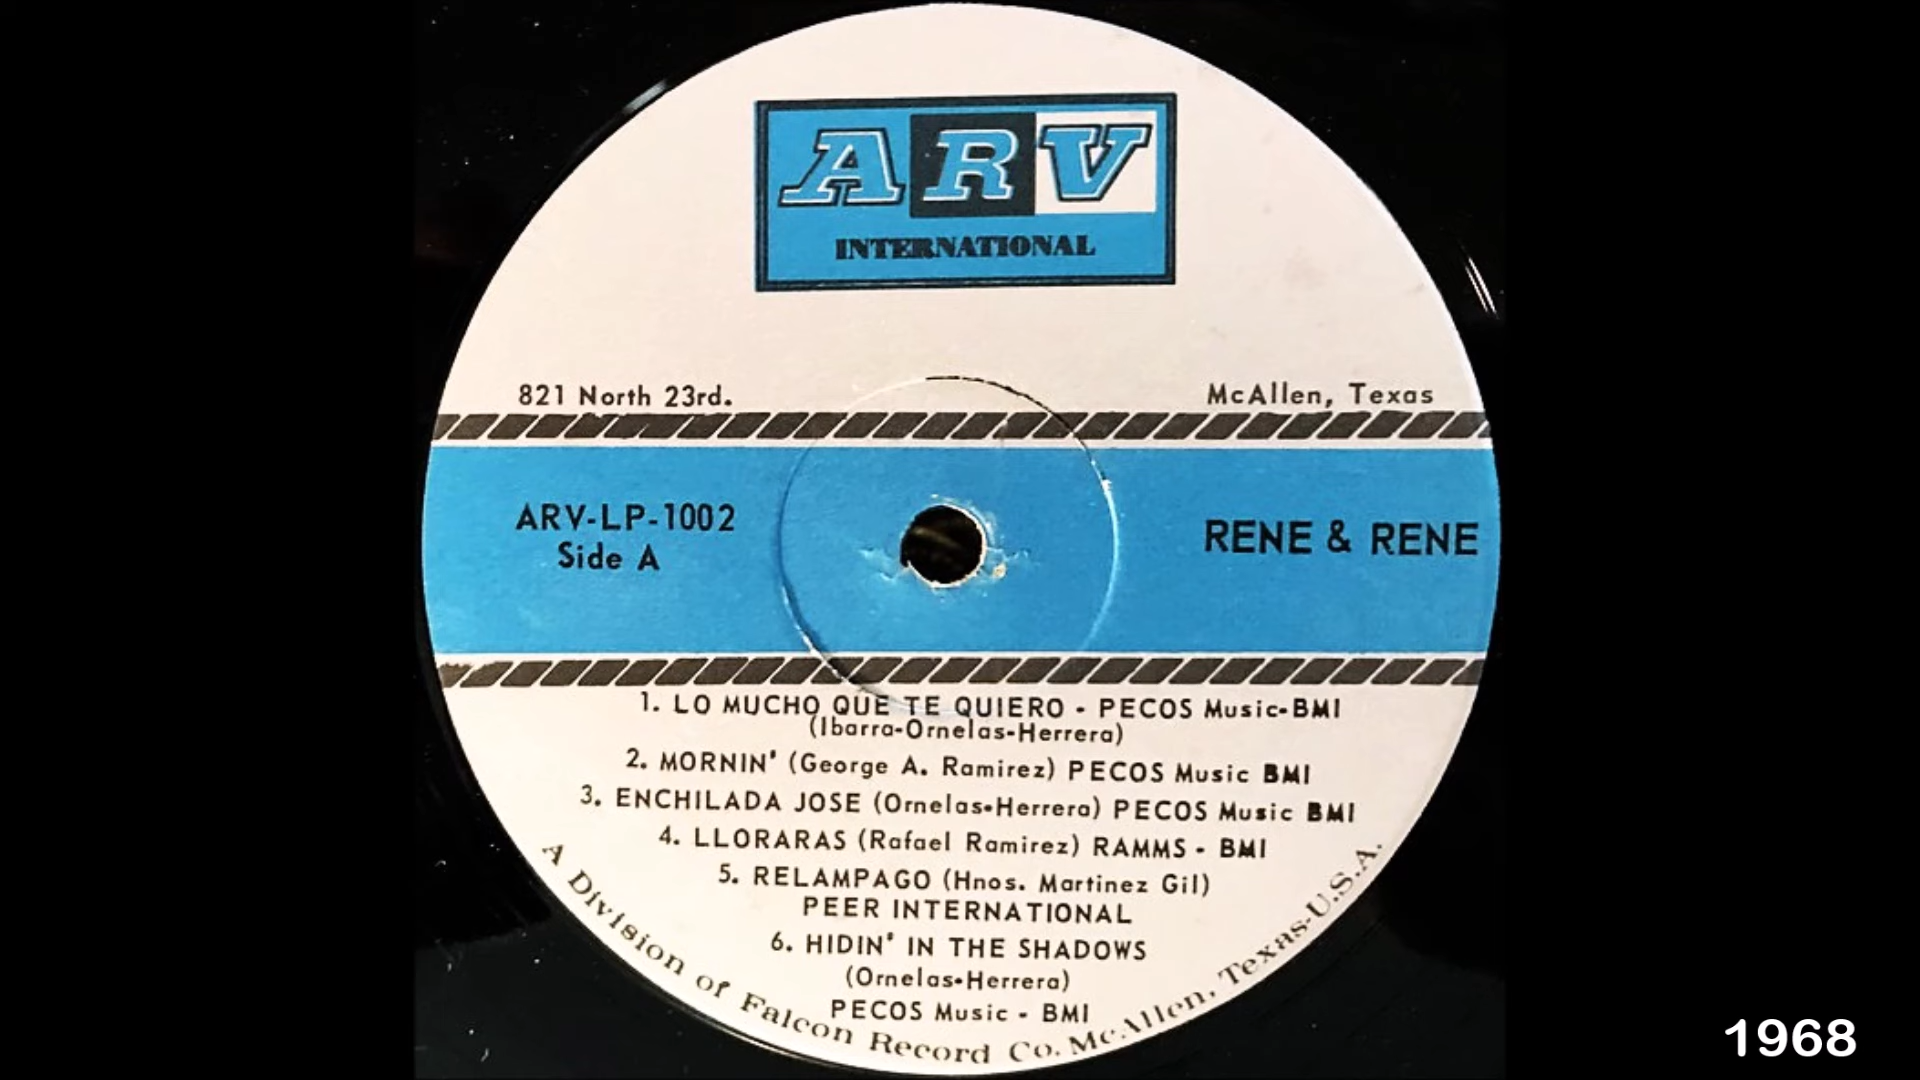 ARV
INTERNATIONAL
821 North 23rd.
McAllen, Texas
ARV-LP-1002
Side A
RENE & RENE
1. LO MUCHO QUE TE QUIERO - PECOS Music-BMI
(Ibarra-Ornelas-Herrera)
2. MORNIN' (George A. Ramirez) PECOS Music BMI
3. ENCHILADA JOSE (Ornelas-Herrera) PECOS Music BMI
4. LLORARAS (Rafael Ramirez) RAMMS - BMI
5. RELAMPAGO (Hnos. Martinez Gil)
PEER INTERNATIONAL
6. HIDIN' IN THE SHADOWS
(Ornelas-Herrera)
PECOS Music - BMI
A Division of Falcon Record Co. McAllen, Texas-U.S.A.
1968